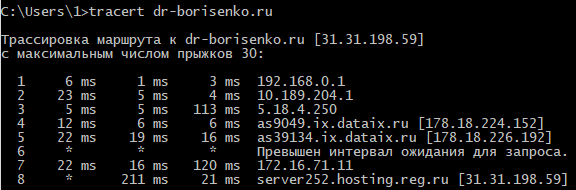 C:\Users\1>tracert dr-borisenko.ru
Трассировка маршрута к dr-borisenko.ru [31.31.198.59]
с максимальным числом прыжков 30:
1 6 ms 1 ms 3 ms 192.168.0.1
2 23 ms 5 ms 4 ms 10.189.204.1
3 5 ms 5 ms 113 ms 5.18.4.250
4 12 ms 6 ms 6 ms as9049.ix.dataix.ru [178.18.224.152]
5 22 ms 19 ms 16 ms as39134.ix.dataix.ru [178.18.226.192]
6 * * * Превышен интервал ожидания для запроса.
7 22 ms 16 ms 120 ms 172.16.71.11
8 * 211 ms 21 ms server252.hosting.reg.ru [31.31.198.59]